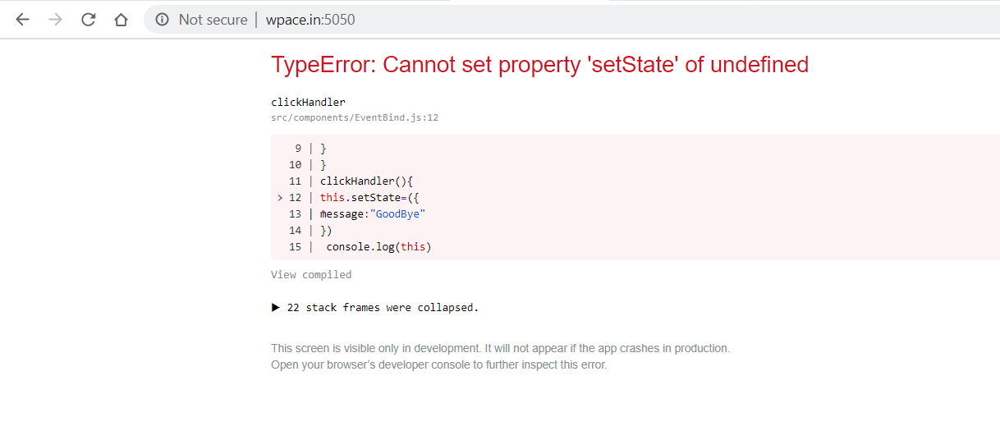 Not secure | wpace.in:5050
TypeError: Cannot set property 'setState' of undefined
clickHandler
src/components/EventBind.js:12
9 | }
10 | }
11 | clickHandler(){
> 12 | this.setState=({
13 | message:"GoodBye"
14 | })
15 |  console.log(this)
View compiled
▶ 22 stack frames were collapsed.
This screen is visible only in development. It will not appear if the app crashes in production.
Open your browser’s developer console to further inspect this error.